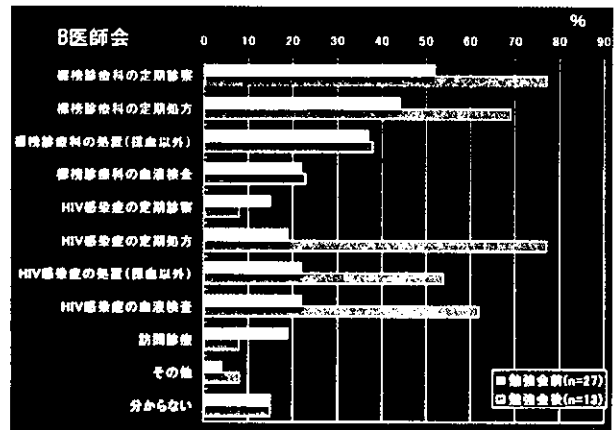 B医師会
%
0 10 20 30 40 50 60 70 80 90
標榜診療科の定期診察
標榜診療科の定期処方
標榜診療科の処置(採血以外)
標榜診療科の血液検査
HIV感染症の定期診察
HIV感染症の定期処方
HIV感染症の処置(採血以外)
HIV感染症の血液検査
訪問診療
その他
分からない
勉強会前(n=27)
勉強会後(n=13)